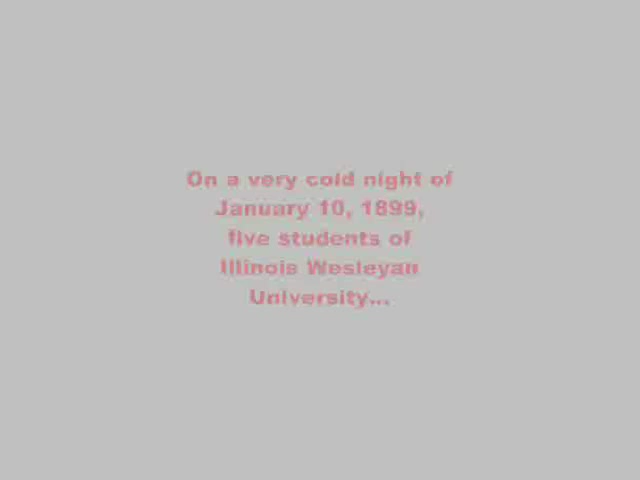 On a very cold night of
January 10, 1899,
five students of
Illinois Wesleyan
University...